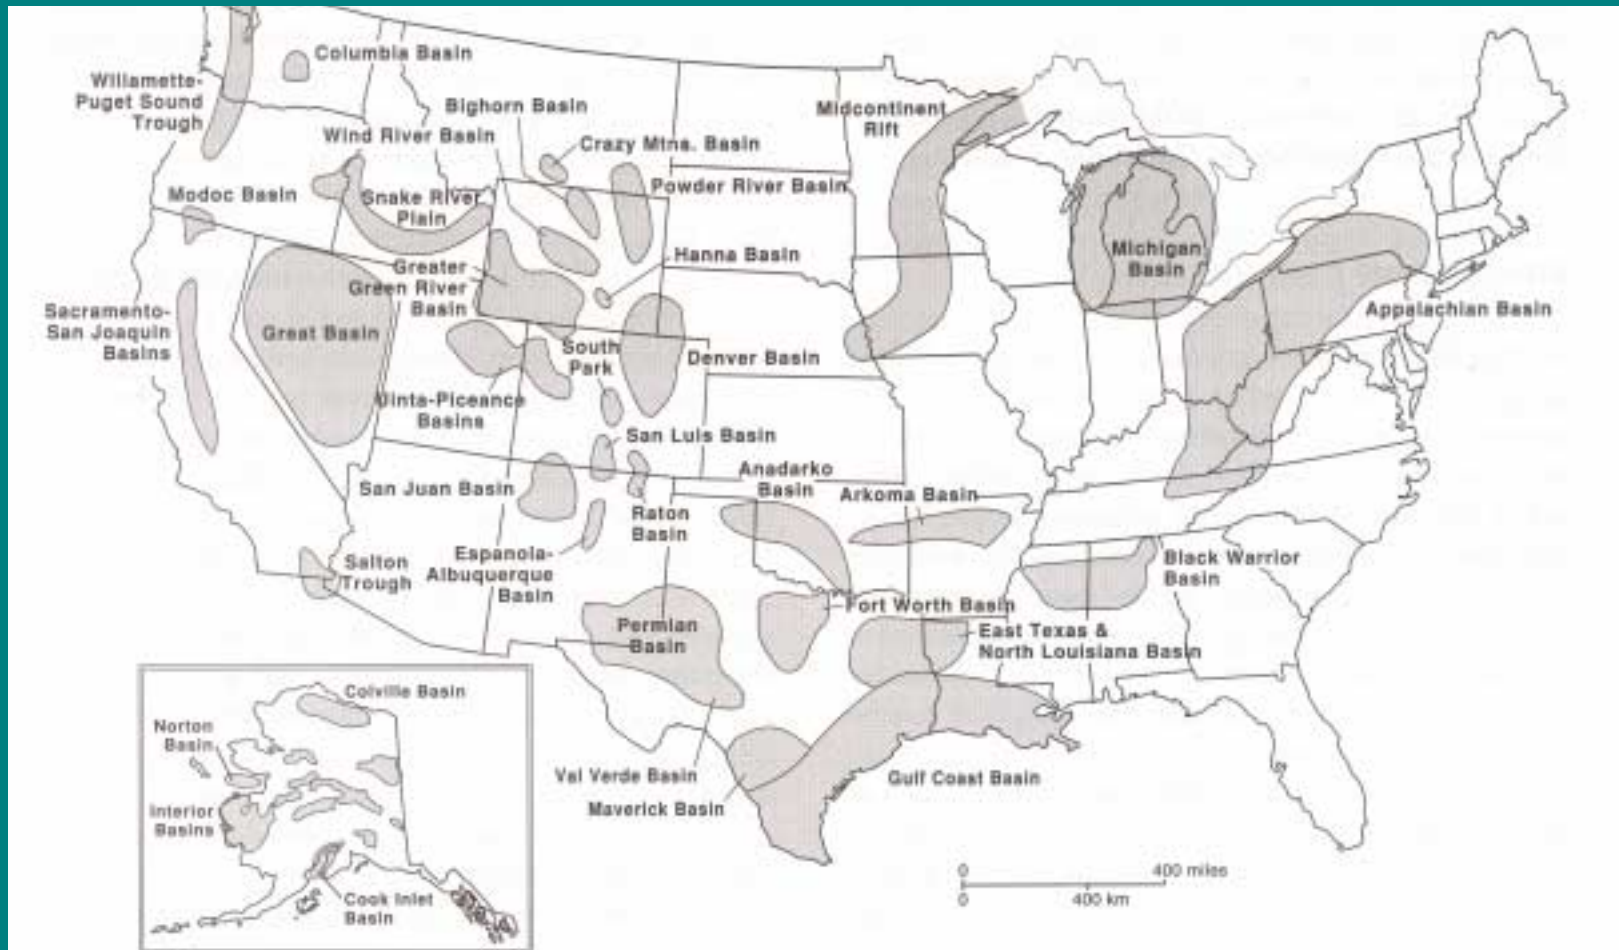 Columbia Basin
Willamette-
Puget Sound
Trough
Bighorn Basin
Wind River Basin
Crazy Mtns. Basin
Midcontinent
Rift
Modoc Basin
Snake River
Plain
Powder River Basin
Hanna Basin
Michigan
Basin
Greater
Green River
Basin
Sacramento-
San Joaquin
Basins
Great Basin
South
Park
Denver Basin
Appalachian Basin
Uinta-Piceance
Basins
San Luis Basin
San Juan Basin
Anadarko
Basin
Arkoma Basin
Raton
Basin
Espanola-
Albuquerque
Basin
Salton
Trough
Black Warrior
Basin
Fort Worth Basin
Permian
Basin
East Texas &
North Louisiana Basin
Colville Basin
Norton
Basin
Interior
Basins
Cook Inlet
Basin
Val Verde Basin
Maverick Basin
Gulf Coast Basin
0 400 miles
0 400 km